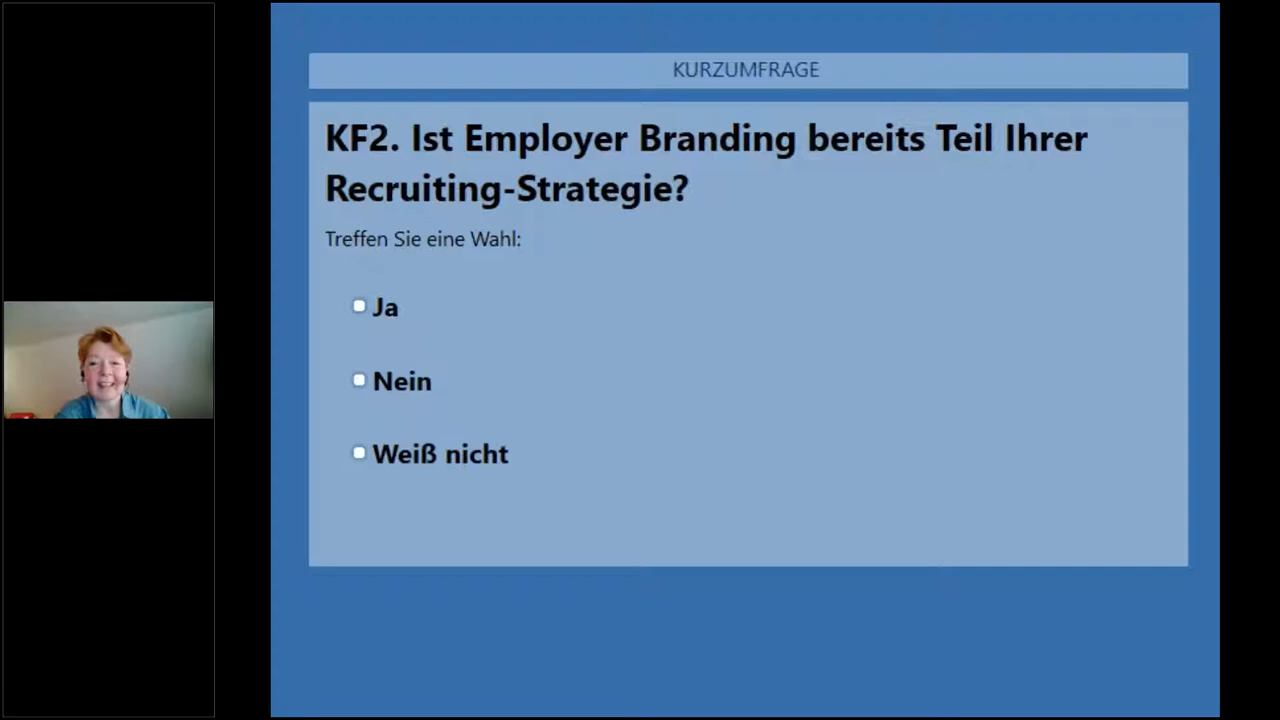 KURZUMFRAGE
KF2. Ist Employer Branding bereits Teil Ihrer
Recruiting-Strategie?
Treffen Sie eine Wahl:
Ja
Nein
Weiß nicht